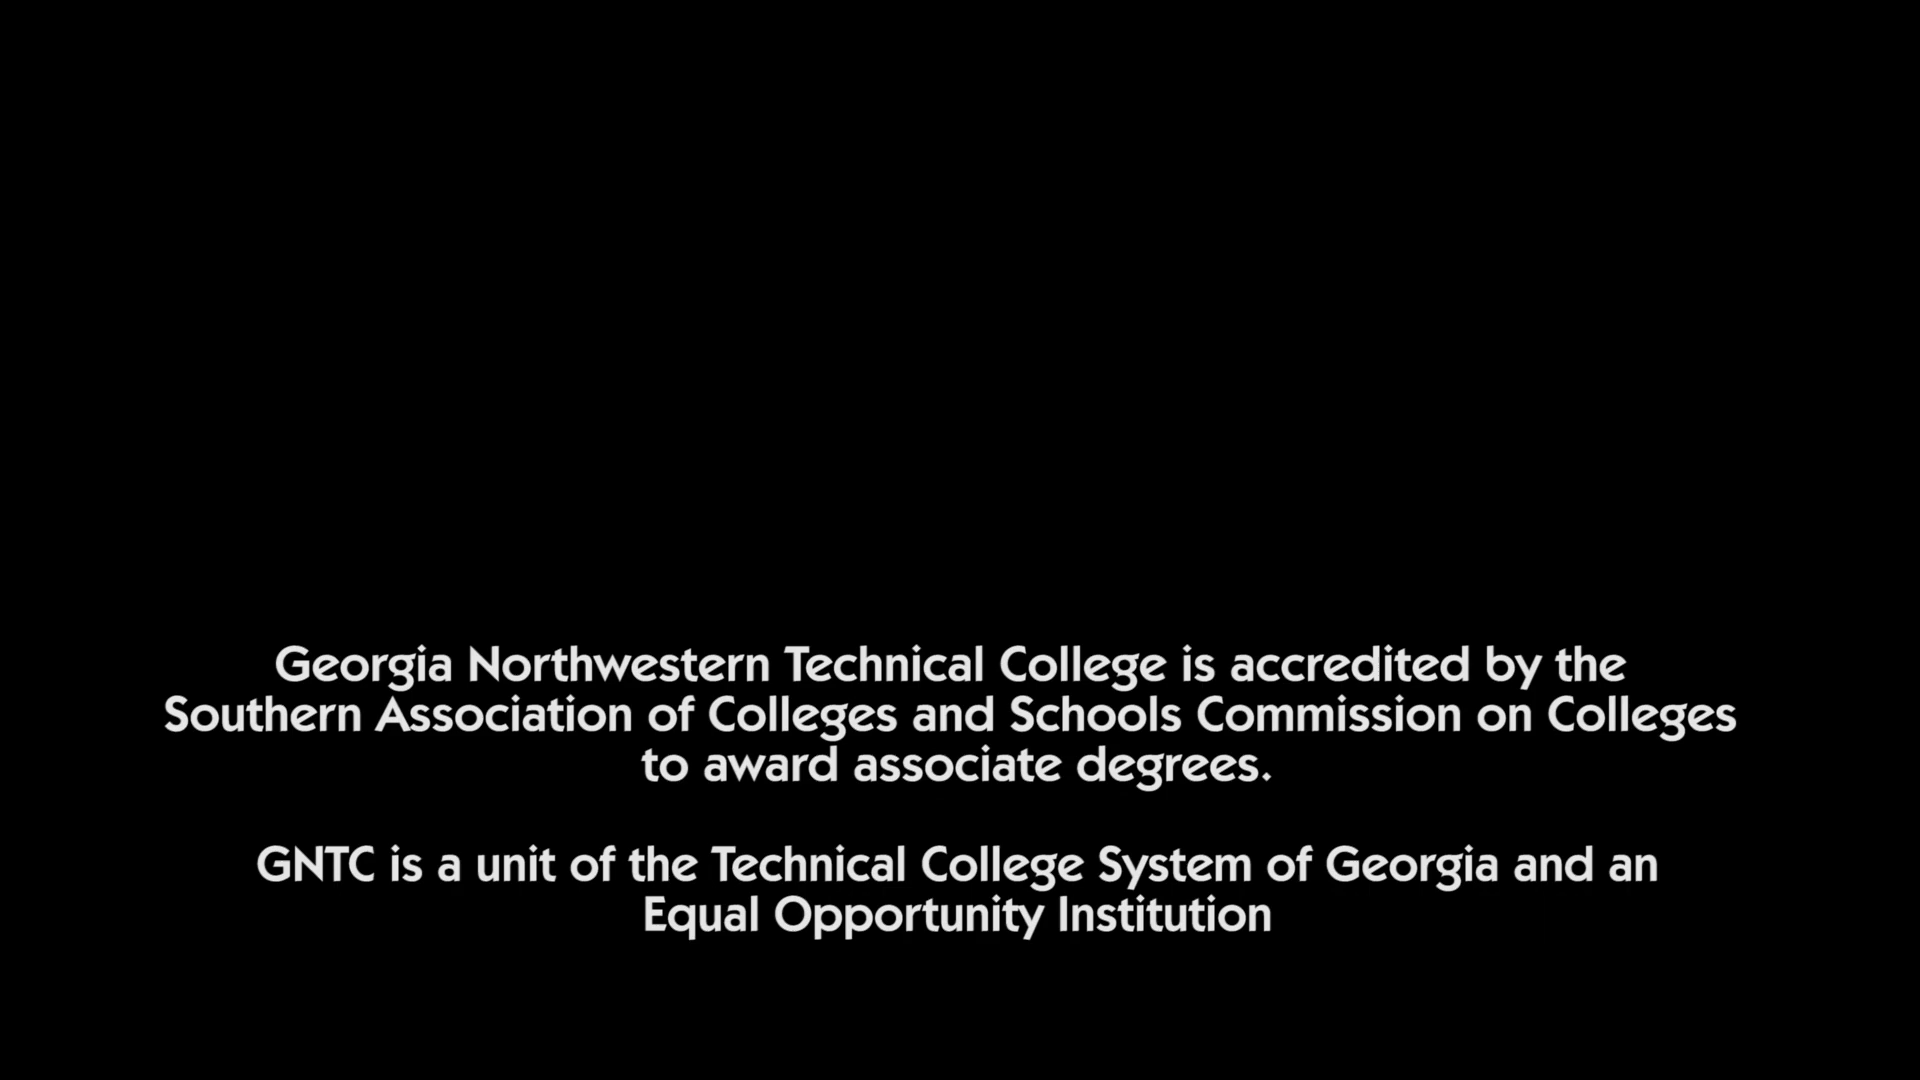 Georgia Northwestern Technical College is accredited by the
Southern Association of Colleges and Schools Commission on Colleges
to award associate degrees.
GNTC is a unit of the Technical College System of Georgia and an
Equal Opportunity Institution